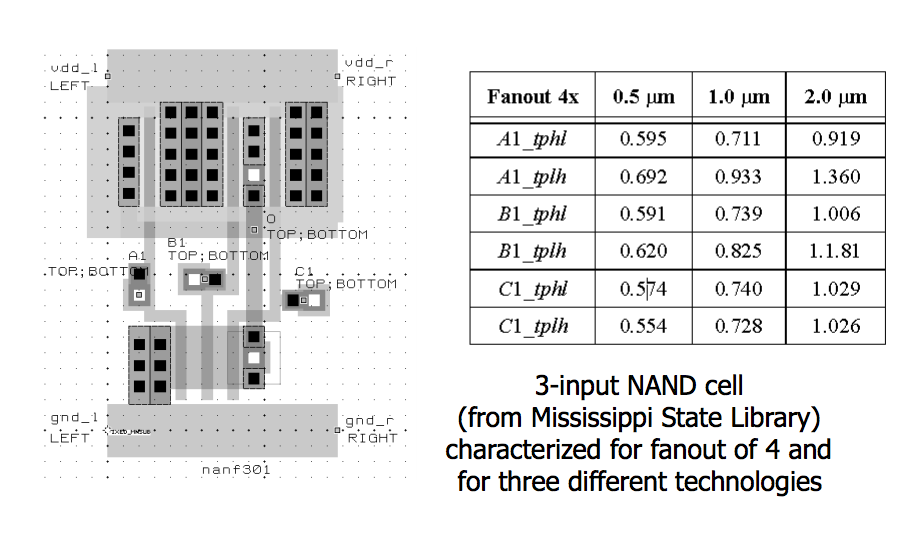 vdd_l
LEFT
vdd_r
RIGHT
O
TOP;BOTTOM
B1
TOP;BOTTOM
A1
TOP;BOTTOM
C1
TOP;BOTTOM
gnd_l
LEFT
gnd_r
RIGHT
nanf301
Fanout 4x 0.5 µm 1.0 µm 2.0 µm
A1_tphl 0.595 0.711 0.919
A1_tplh 0.692 0.933 1.360
B1_tphl 0.591 0.739 1.006
B1_tplh 0.620 0.825 1.1.81
C1_tphl 0.574 0.740 1.029
C1_tplh 0.554 0.728 1.026
3-input NAND cell
(from Mississippi State Library)
characterized for fanout of 4 and
for three different technologies